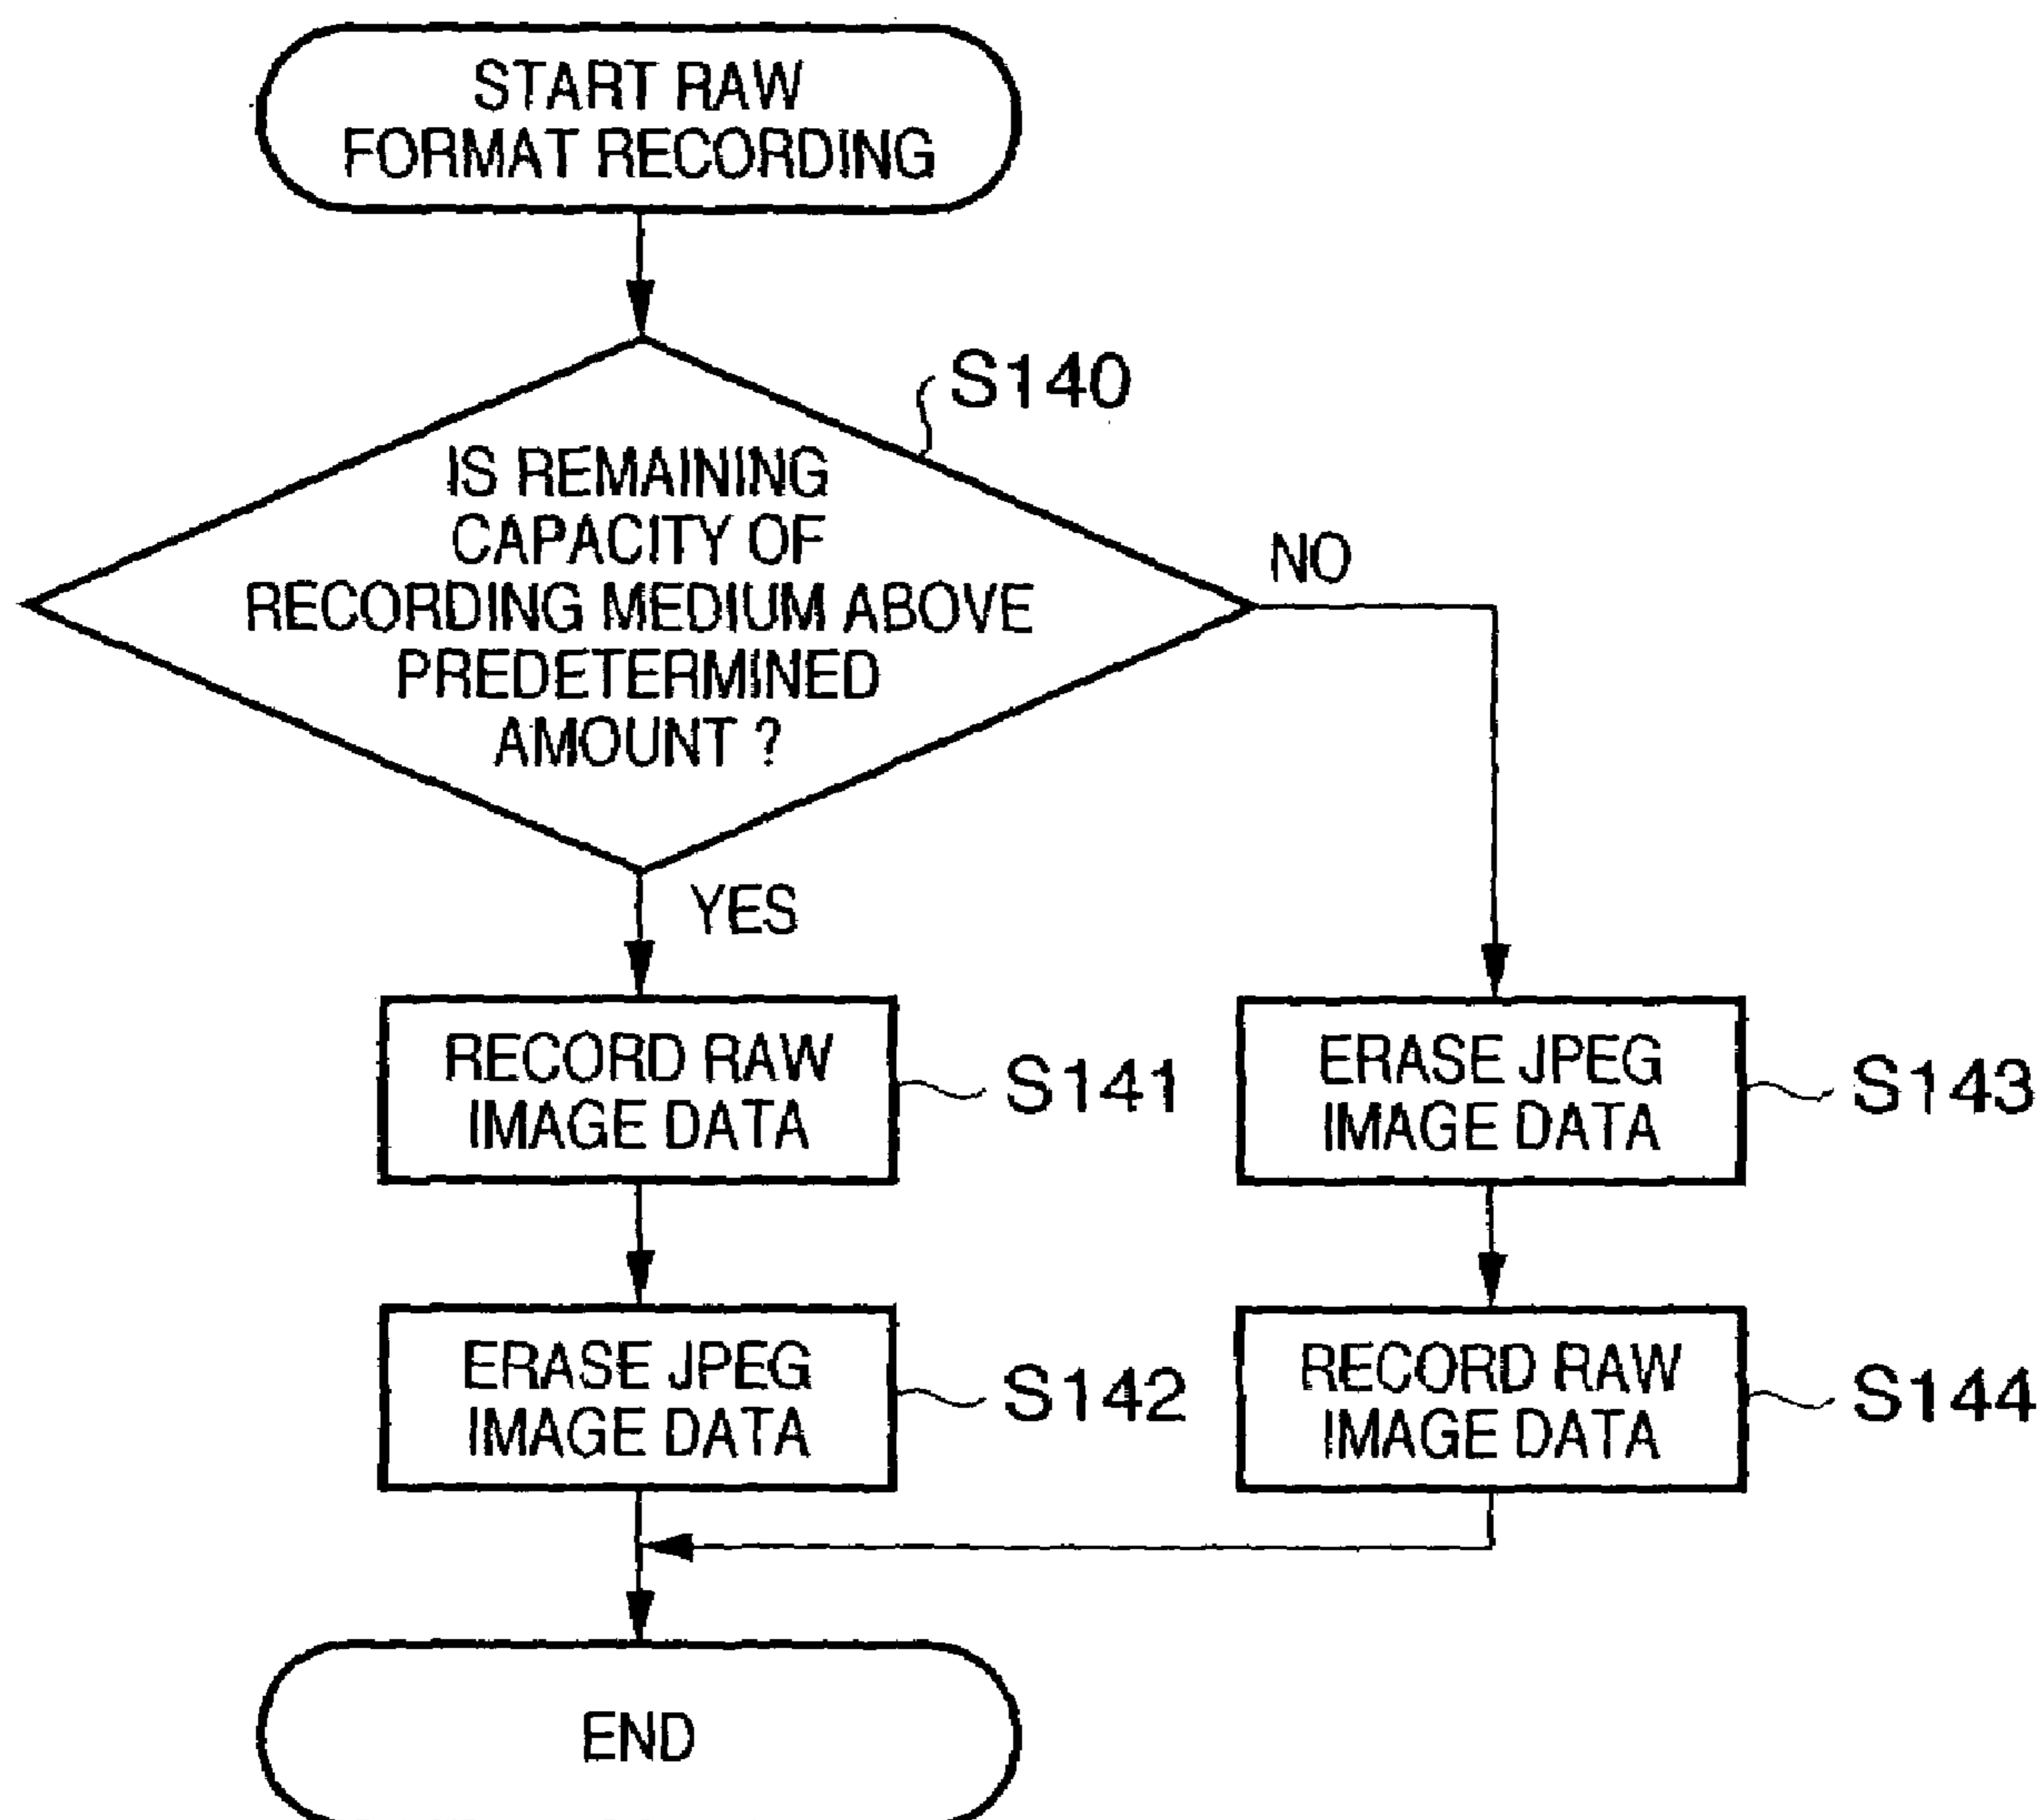 START RAW
FORMAT RECORDING
S140
IS REMAINING
CAPACITY OF
RECORDING MEDIUM ABOVE
PREDETERMINED
AMOUNT ?
NO
YES
RECORD RAW
IMAGE DATA
S141
ERASE JPEG
IMAGE DATA
S143
ERASE JPEG
IMAGE DATA
S142
RECORD RAW
IMAGE DATA
S144
END